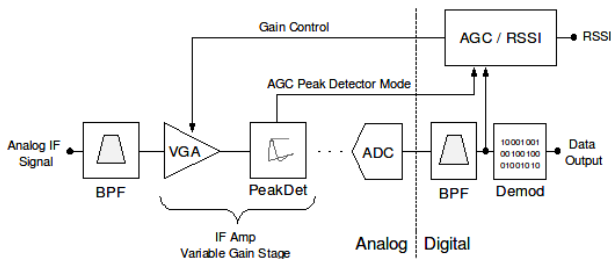 Gain Control
AGC / RSSI
RSSI
AGC Peak Detector Mode
Analog IF
Signal
BPF
VGA
PeakDet
ADC
BPF
10001001
00100100
01001010
Demod
Data
Output
IF Amp
Variable Gain Stage
Analog
Digital